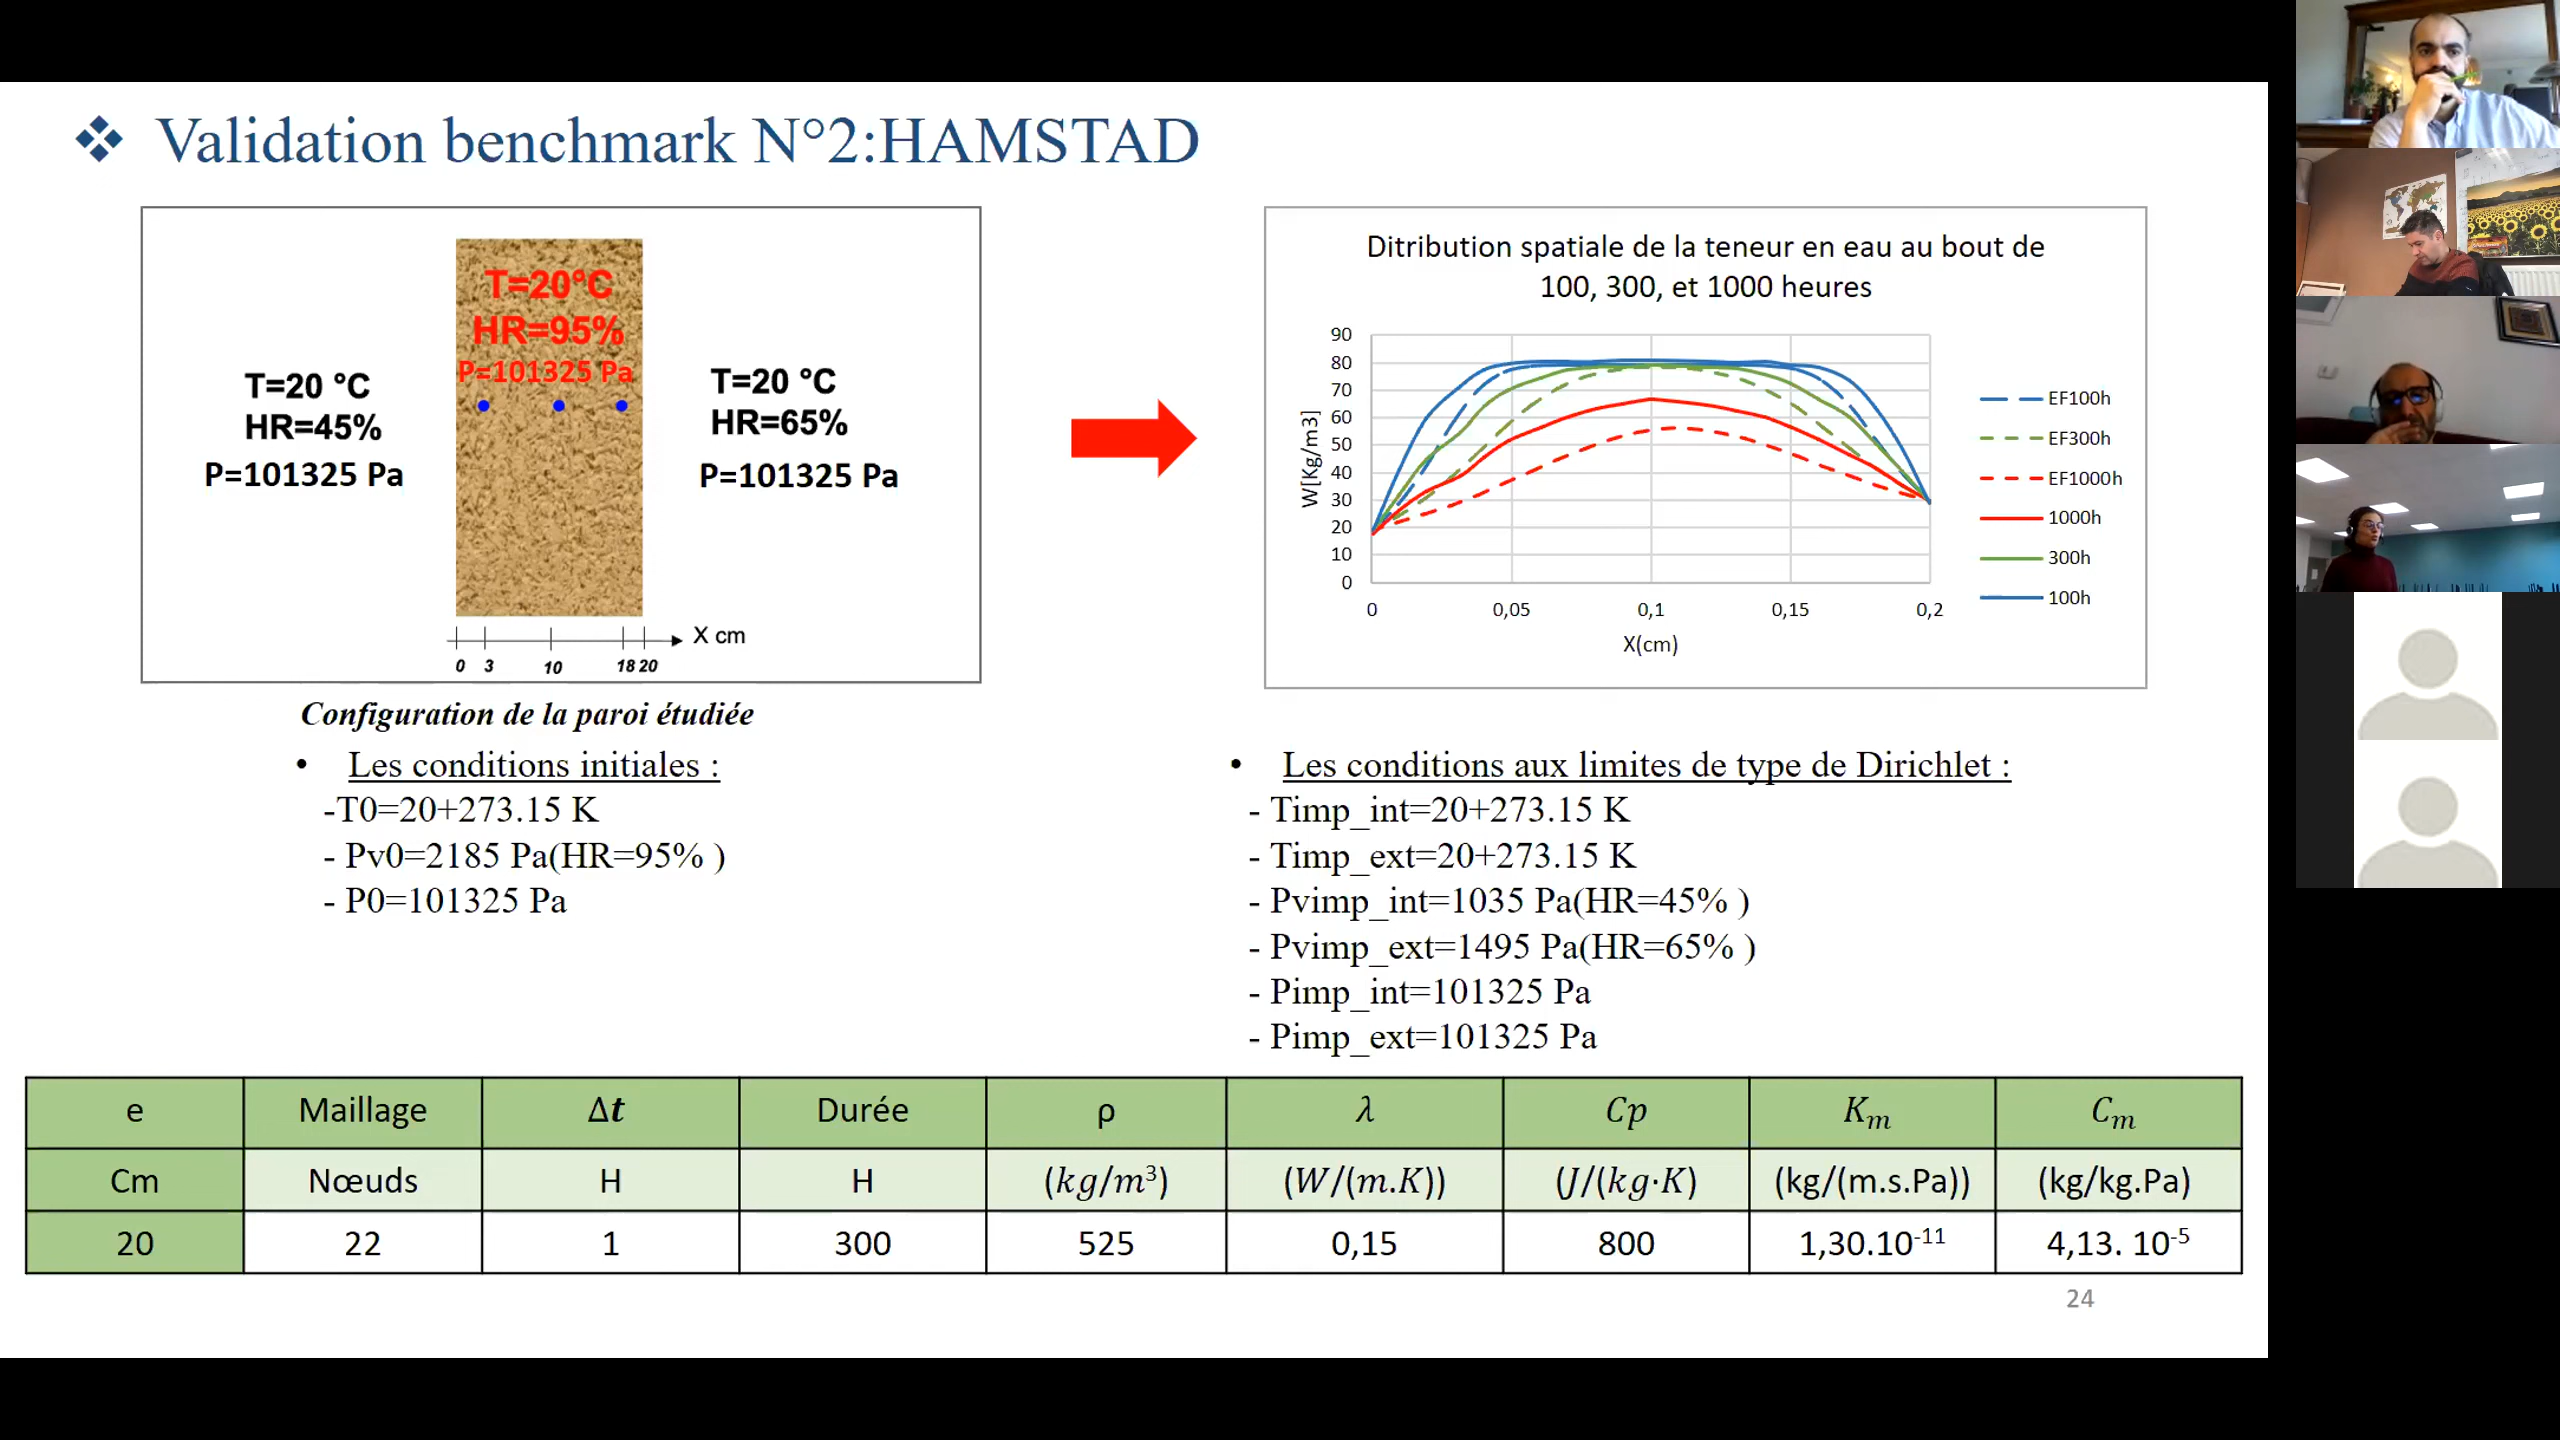 ❖ Validation benchmark N°2:HAMSTAD
T=20 °C
HR=45%
P=101325 Pa
T=20°C
HR=95%
P=101325 Pa
T=20 °C
HR=65%
P=101325 Pa
X cm
0 3 10 18 20
Configuration de la paroi étudiée
Ditribution spatiale de la teneur en eau au bout de
100, 300, et 1000 heures
W[Kg/m3]
90
80
70
60
50
40
30
20
10
0
0 0,05 0,1 0,15 0,2
X(cm)
EF100h
EF300h
EF1000h
1000h
300h
100h
• Les conditions initiales :
-T0=20+273.15 K
- Pv0=2185 Pa(HR=95% )
- P0=101325 Pa
• Les conditions aux limites de type de Dirichlet :
- Timp_int=20+273.15 K
- Timp_ext=20+273.15 K
- Pvimp_int=1035 Pa(HR=45% )
- Pvimp_ext=1495 Pa(HR=65% )
- Pimp_int=101325 Pa
- Pimp_ext=101325 Pa
e Maillage Δt Durée ρ λ Cp Kₘ Cₘ
Cm Nœuds H H (kg/m³) (W/(m.K)) (J/(kg·K) (kg/(m.s.Pa)) (kg/kg.Pa)
20 22 1 300 525 0,15 800 1,30.10⁻¹¹ 4,13. 10⁻⁵
24